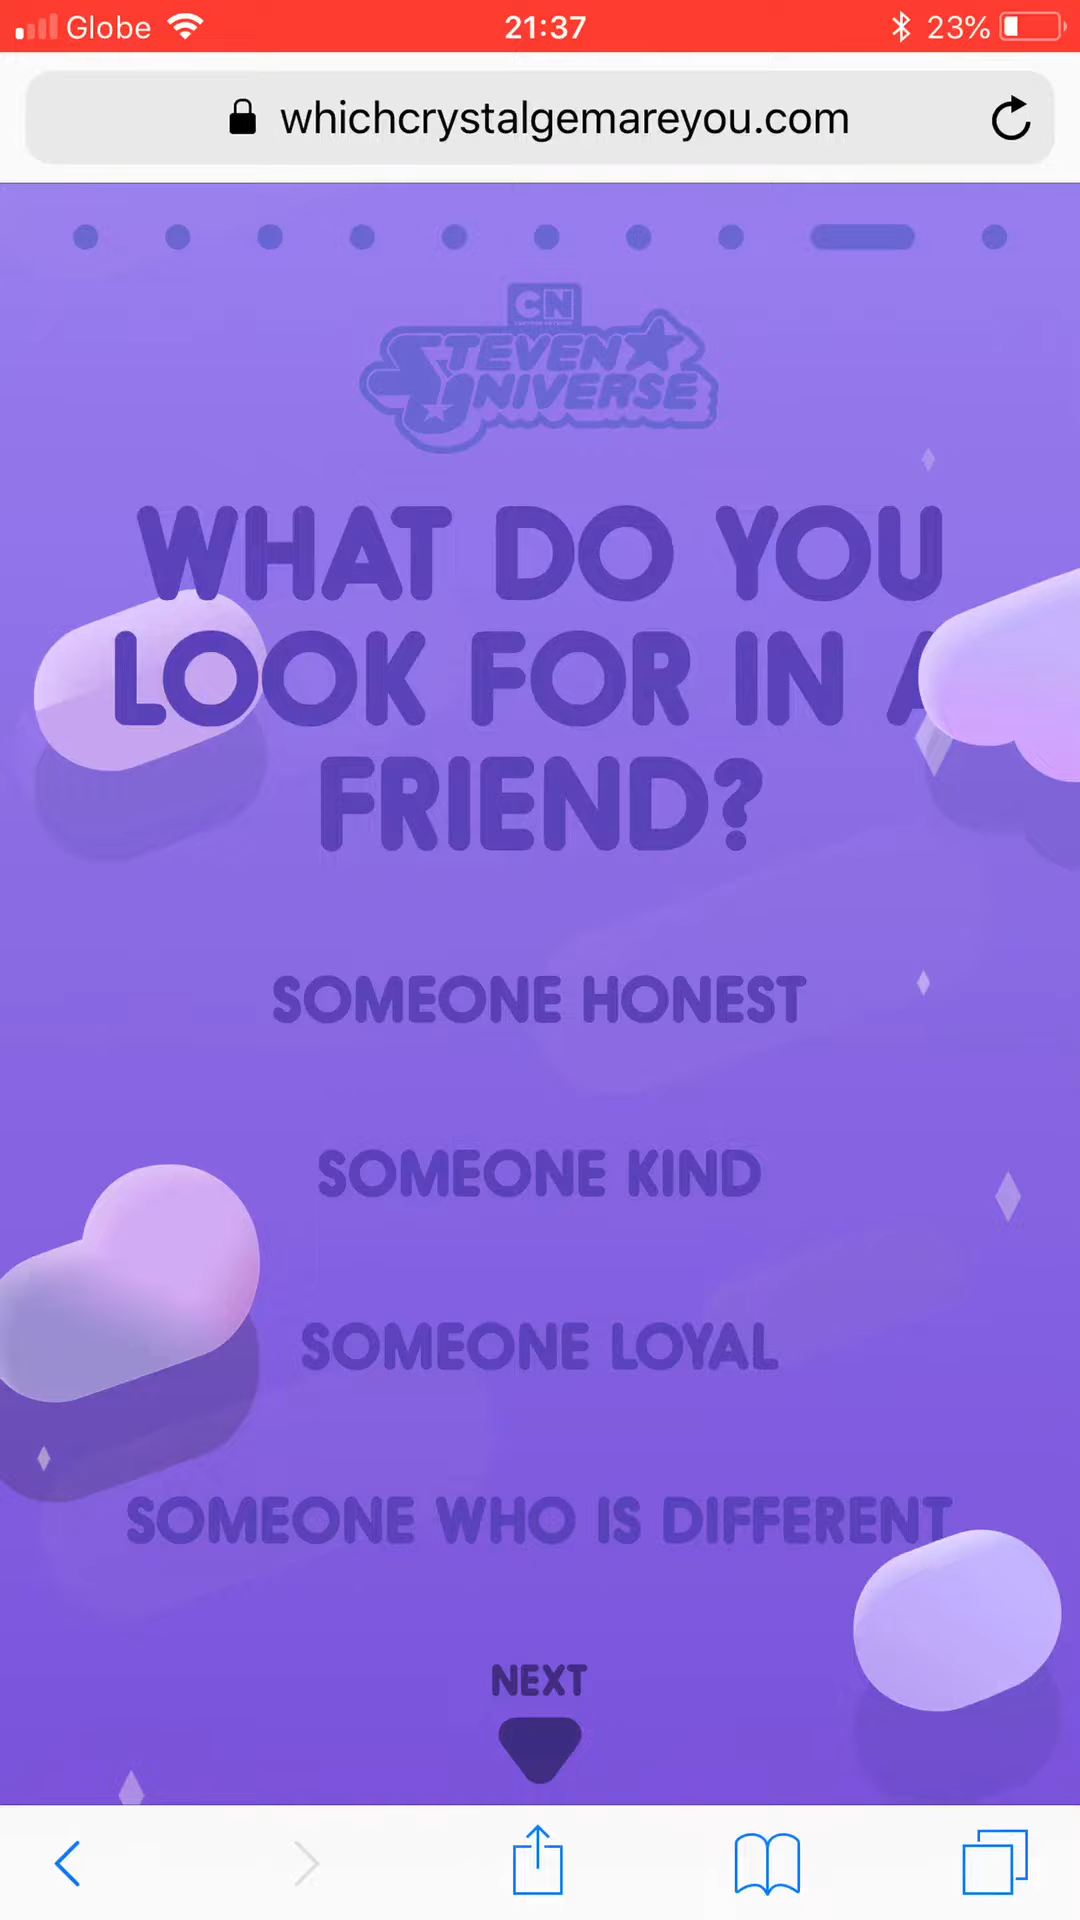 Globe 21:37 23%
whichcrystalgemareyou.com
CN
STEVEN
UNIVERSE
WHAT DO YOU
LOOK FOR IN A
FRIEND?
SOMEONE HONEST
SOMEONE KIND
SOMEONE LOYAL
SOMEONE WHO IS DIFFERENT
NEXT